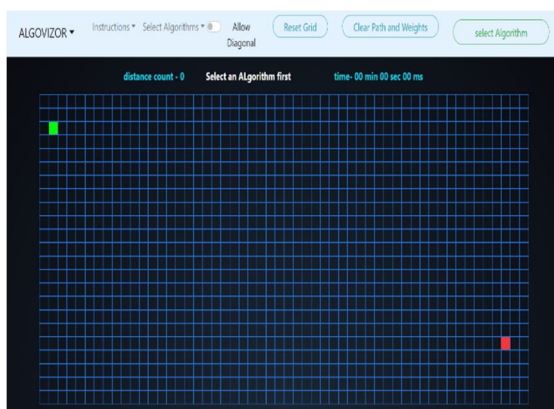 ALGOVIZOR Instructions Select Algorithms Allow Diagonal Reset Grid Clear Path and Weights select Algorithm
distance count - 0 Select an ALgorithm first time- 00 min 00 sec 00 ms